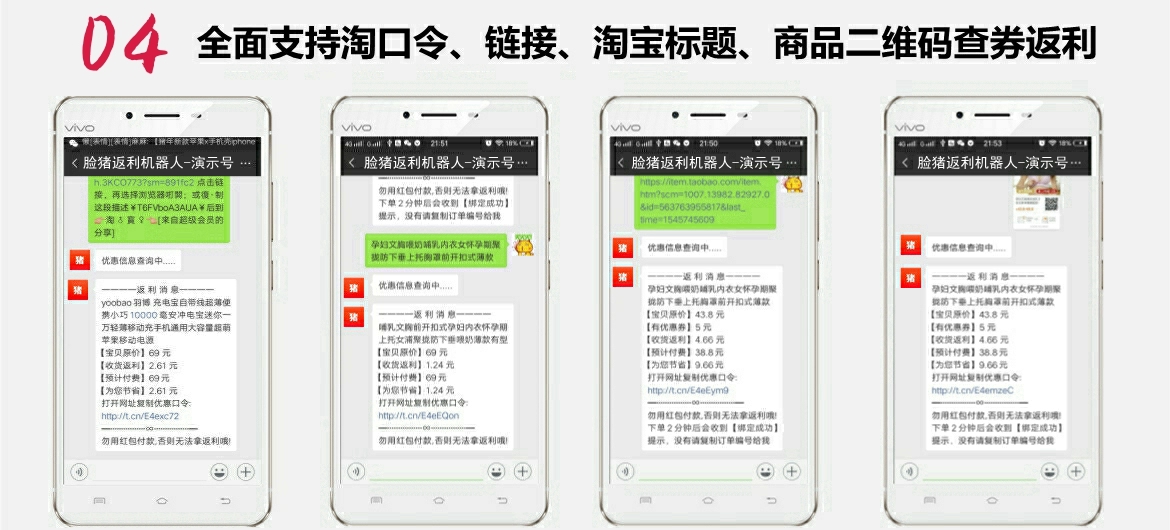 04 全面支持淘口令、链接、淘宝标题、商品二维码查券返利
vivo
脸猪返利机器人-演示号 ···
h.3KCO773?sm=891fc2 点击链
接，再选择浏览器咑閞；或復·制
这段描述￥T6FVboA3AUA￥后到
[来自超级会员的
分享]
猪
优惠信息查询中.....
猪
————返 利 消 息————
yoobao 羽博 充电宝自带线超薄便
携小巧 10000 毫安冲电宝迷你一
万轻薄移动充手机通用大容量超萌
苹果移动电源
【宝贝原价】69 元
【收货返利】2.61 元
【预计付费】69 元
【为您节省】2.61 元
打开网址复制优惠口令:
http://t.cn/E4exc72
勿用红包付款,否则无法拿返利哦!
vivo
21:51
18%
脸猪返利机器人-演示号 ···
勿用红包付款,否则无法拿返利哦!
下单 2 分钟后会收到【绑定成功】
提示，没有请复制订单编号给我
孕妇文胸喂奶哺乳内衣女怀孕期聚
拢防下垂上托胸罩前开扣式薄款
猪
优惠信息查询中.....
猪
————返 利 消 息————
哺乳文胸前开扣式孕妇内衣怀孕期
上托女浦聚拢防下垂喂奶薄款有型
【宝贝原价】69 元
【收货返利】1.24 元
【预计付费】69 元
【为您节省】1.24 元
打开网址复制优惠口令:
http://t.cn/E4eEQon
勿用红包付款,否则无法拿返利哦!
vivo
21:50
18%
脸猪返利机器人-演示号 ···
https://item.taobao.com/item.
htm?scm=1007.13982.82927.0
&id=563763955817&last_
time=1545745609
猪
优惠信息查询中.....
猪
————返 利 消 息————
孕妇文胸喂奶哺乳内衣女怀孕期聚
拢防下垂上托胸罩前开扣式薄款
【宝贝原价】43.8 元
【有优惠券】5 元
【收货返利】4.66 元
【预计付费】38.8 元
【为您节省】9.66 元
打开网址复制优惠口令:
http://t.cn/E4eEym9
勿用红包付款,否则无法拿返利哦!
下单 2 分钟后会收到【绑定成功】
提示，没有请复制订单编号给我
vivo
21:53
18%
脸猪返利机器人-演示号 ···
猪
优惠信息查询中.....
猪
————返 利 消 息————
孕妇文胸喂奶哺乳内衣女怀孕期聚
拢防下垂上托胸罩前开扣式薄款
【宝贝原价】43.8 元
【有优惠券】5 元
【收货返利】4.66 元
【预计付费】38.8 元
【为您节省】9.66 元
打开网址复制优惠口令:
http://t.cn/E4emzeC
勿用红包付款,否则无法拿返利哦!
下单 2 分钟后会收到【绑定成功】
提示，没有请复制订单编号给我